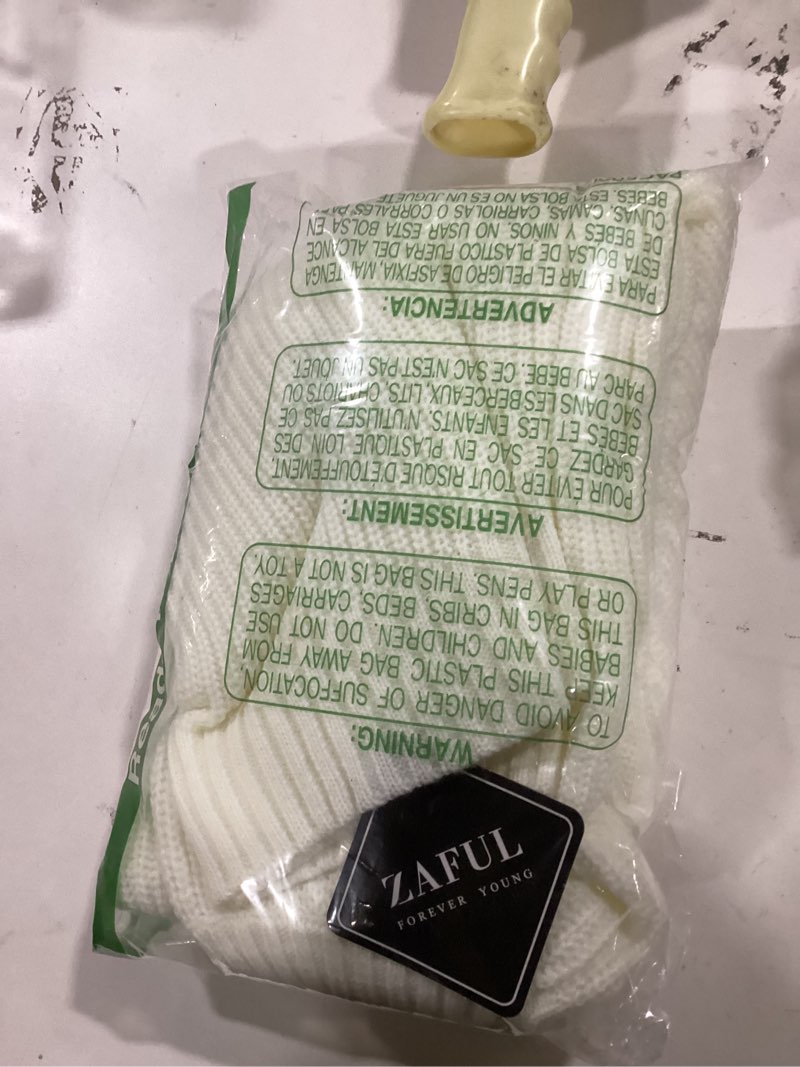 WARNING:
TO AVOID DANGER OF SUFFOCATION,
KEEP THIS PLASTIC BAG AWAY FROM
BABIES AND CHILDREN. DO NOT USE
THIS BAG IN CRIBS. BEDS. CARRIAGES
OR PLAY PENS. THIS BAG IS NOT A TOY.
AVERTISSEMENT:
POUR ÉVITER TOUT RISQUE D'ÉTOUFFEMENT.
GARDEZ CE SAC EN PLASTIQUE LOIN DES
BEBES ET LES ENFANTS. N'UTILISEZ PAS CE
SAC DANS LES BERCEAUX, LITS. CHARIOTS OU
PARC AU BEBE. CE SAC N'EST PAS UN JOUET.
ADVERTENCIA:
PARA EVITAR EL PELIGRO DE ASFIXIA, MANTENGA
ESTA BOLSA DE PLASTICO FUERA DEL ALCANCE
DE BEBES Y NINOS. NO USAR ESTA BOLSA EN
CUNAS, CAMAS, CARRIOLAS O CORRALES PARA
BEBES. ESTA BOLSA NO ES UN JUGUETE.
ZAFUL
FOREVER YOUNG